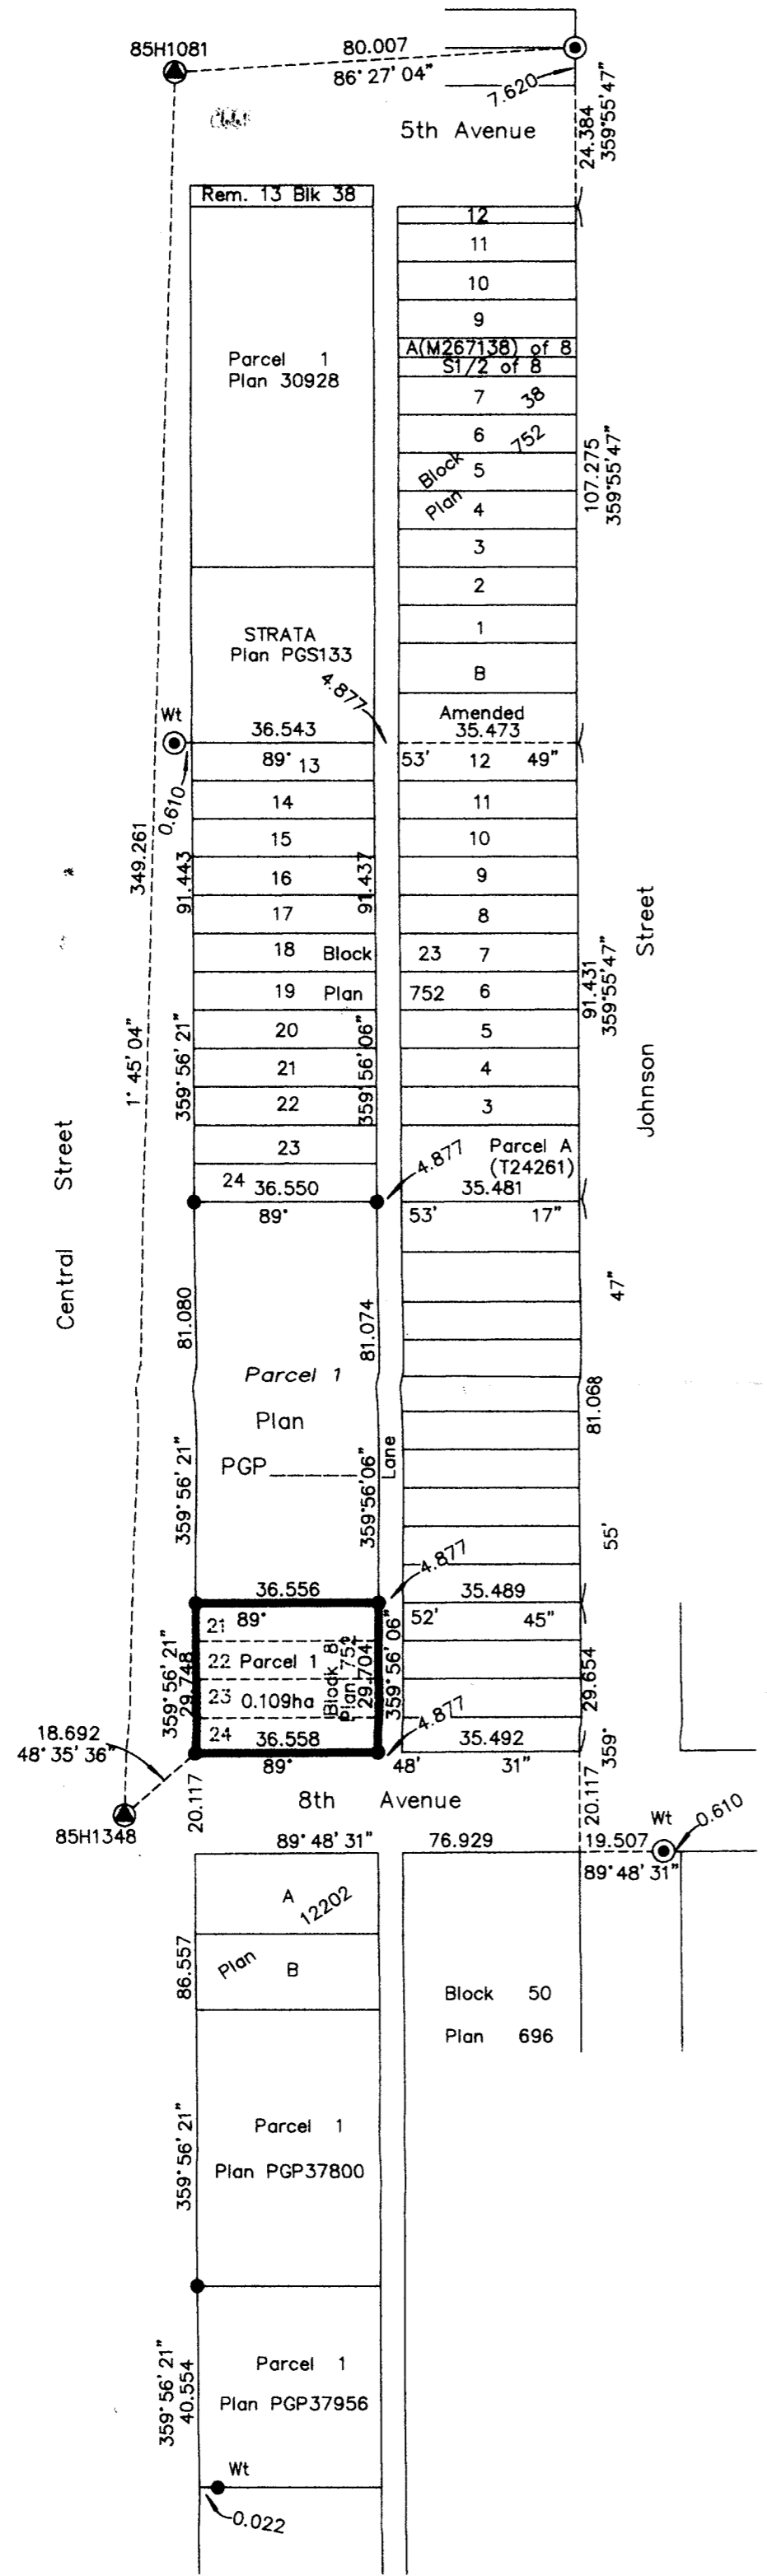 85H1081
80.007
86° 27' 04"
7.620
5th Avenue
24.384
359°55'47"
Rem. 13 Blk 38
12
11
10
9
A(M267138) of 8
S1/2 of 8
7 38
6 752
Block 5
Plan 4
3
2
1
B
Parcel 1
Plan 30928
107.275
359°55'47"
STRATA
Plan PGS133
4.877
Amended
Wt
36.543
35.473
89° 13
53' 12 49"
0.610
14
11
15
10
349.261
91.443
16
91.437
9
17
8
18 Block 23 7
19 Plan 752 6
20
5
21
4
22
3
23
24
1° 45' 04"
359° 56' 21"
359° 56' 06"
91.431
359°55'47"
Johnson Street
Central Street
Parcel A
(T24261)
4.877
36.550
35.481
89°
53' 17"
47"
81.080
81.074
81.068
Parcel 1
Plan
PGP
Lane
359° 56' 21"
359°56'06"
55'
4.877
36.556
35.489
21 89°
52' 45"
22 Parcel 1
23 0.109ha
24 36.558
Block 8
Plan 752
359° 56' 21"
29.748
29.704
359° 56' 06"
29.654
4.877
35.492
359°
18.692
48° 35' 36"
89°
48' 31"
85H1348
20.117
8th Avenue
20.117
Wt
0.610
89° 48' 31"
76.929
19.507
89° 48' 31"
A
12202
Plan B
86.557
Block 50
Plan 696
359° 56' 21"
Parcel 1
Plan PGP37800
359° 56' 21"
40.554
Parcel 1
Plan PGP37956
Wt
0.022